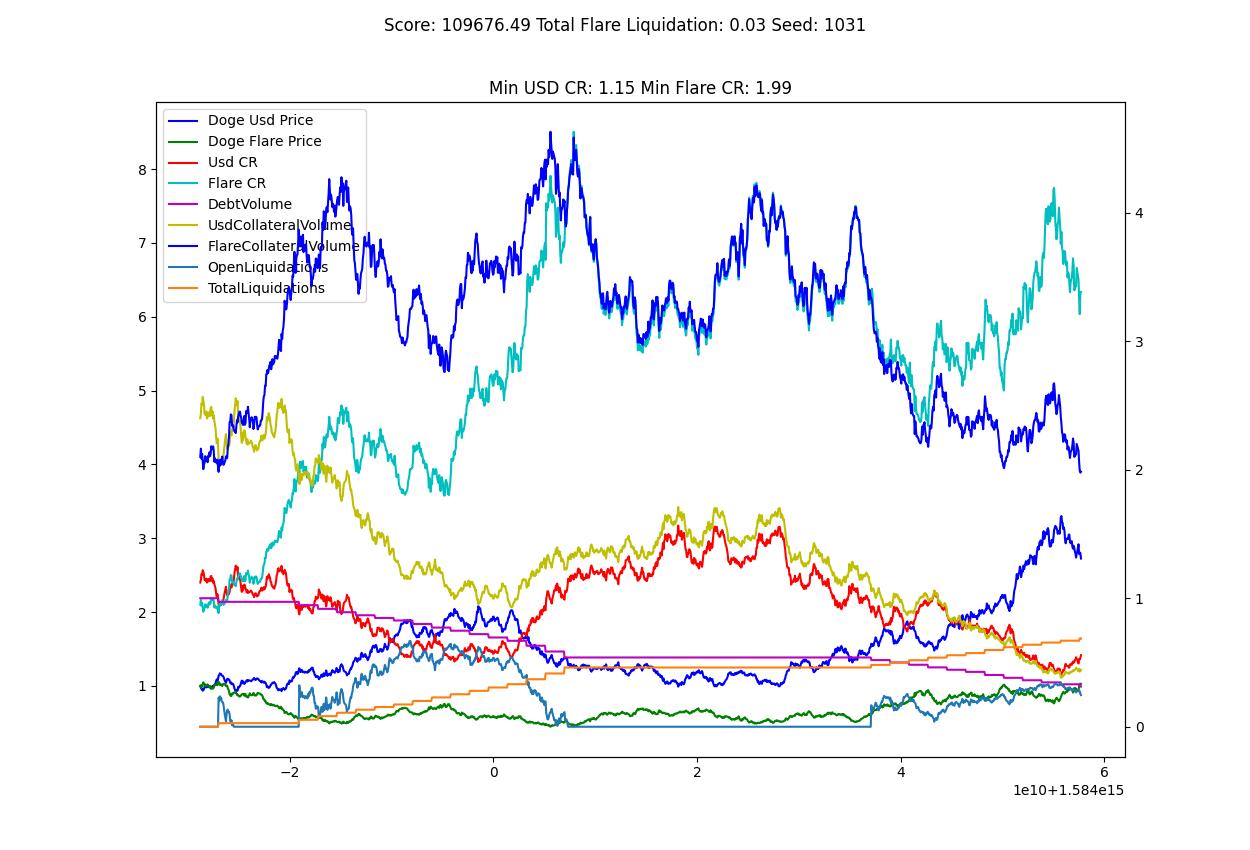 Score: 109676.49 Total Flare Liquidation: 0.03 Seed: 1031
Min USD CR: 1.15 Min Flare CR: 1.99
Doge Usd Price
Doge Flare Price
Usd CR
Flare CR
DebtVolume
UsdCollateralVolume
FlareCollateralVolume
OpenLiquidations
TotalLiquidations
8
7
6
5
4
3
2
1
4
3
2
1
0
−2
0
2
4
6
1e10+1.584e15